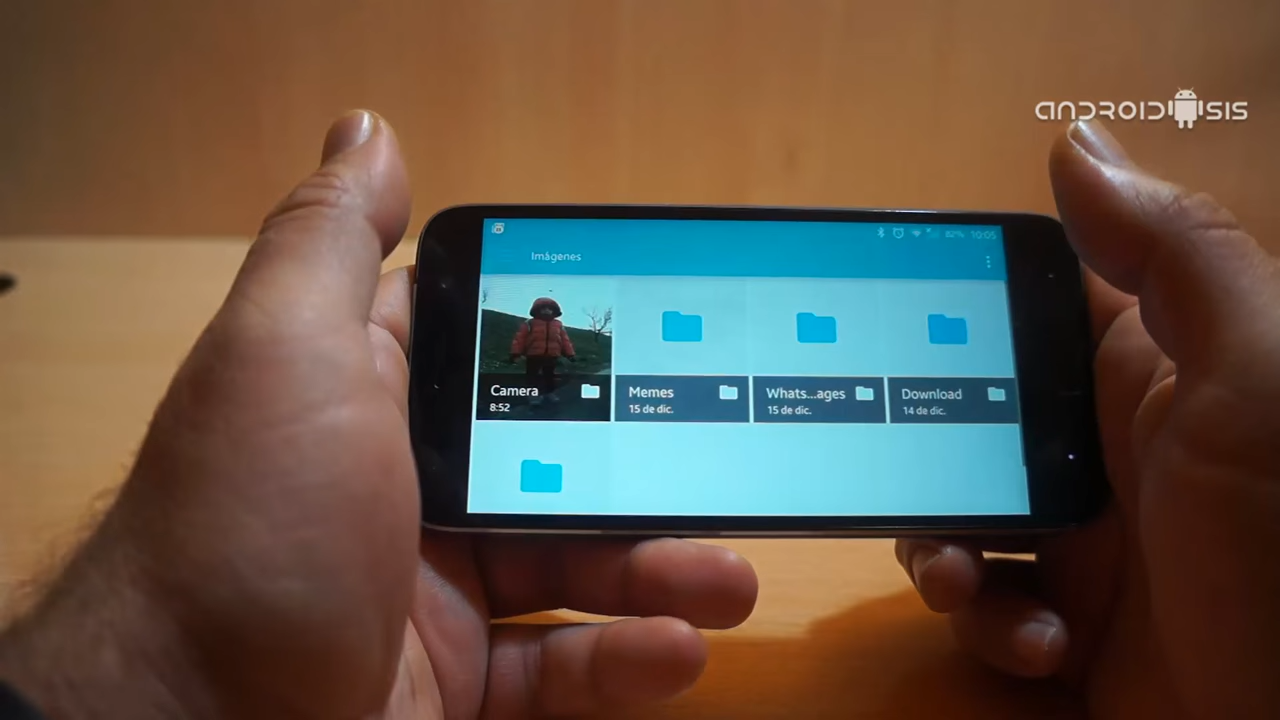 ANDROIDSIS
82% 10:05
Imágenes
Camera
8:52
Memes
15 de dic.
Whats...ages
15 de dic.
Download
14 de dic.